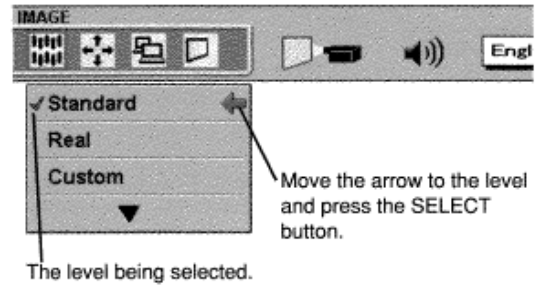 IMAGE
Engl
Standard
Real
Custom
Move the arrow to the level
and press the SELECT
button.
The level being selected.